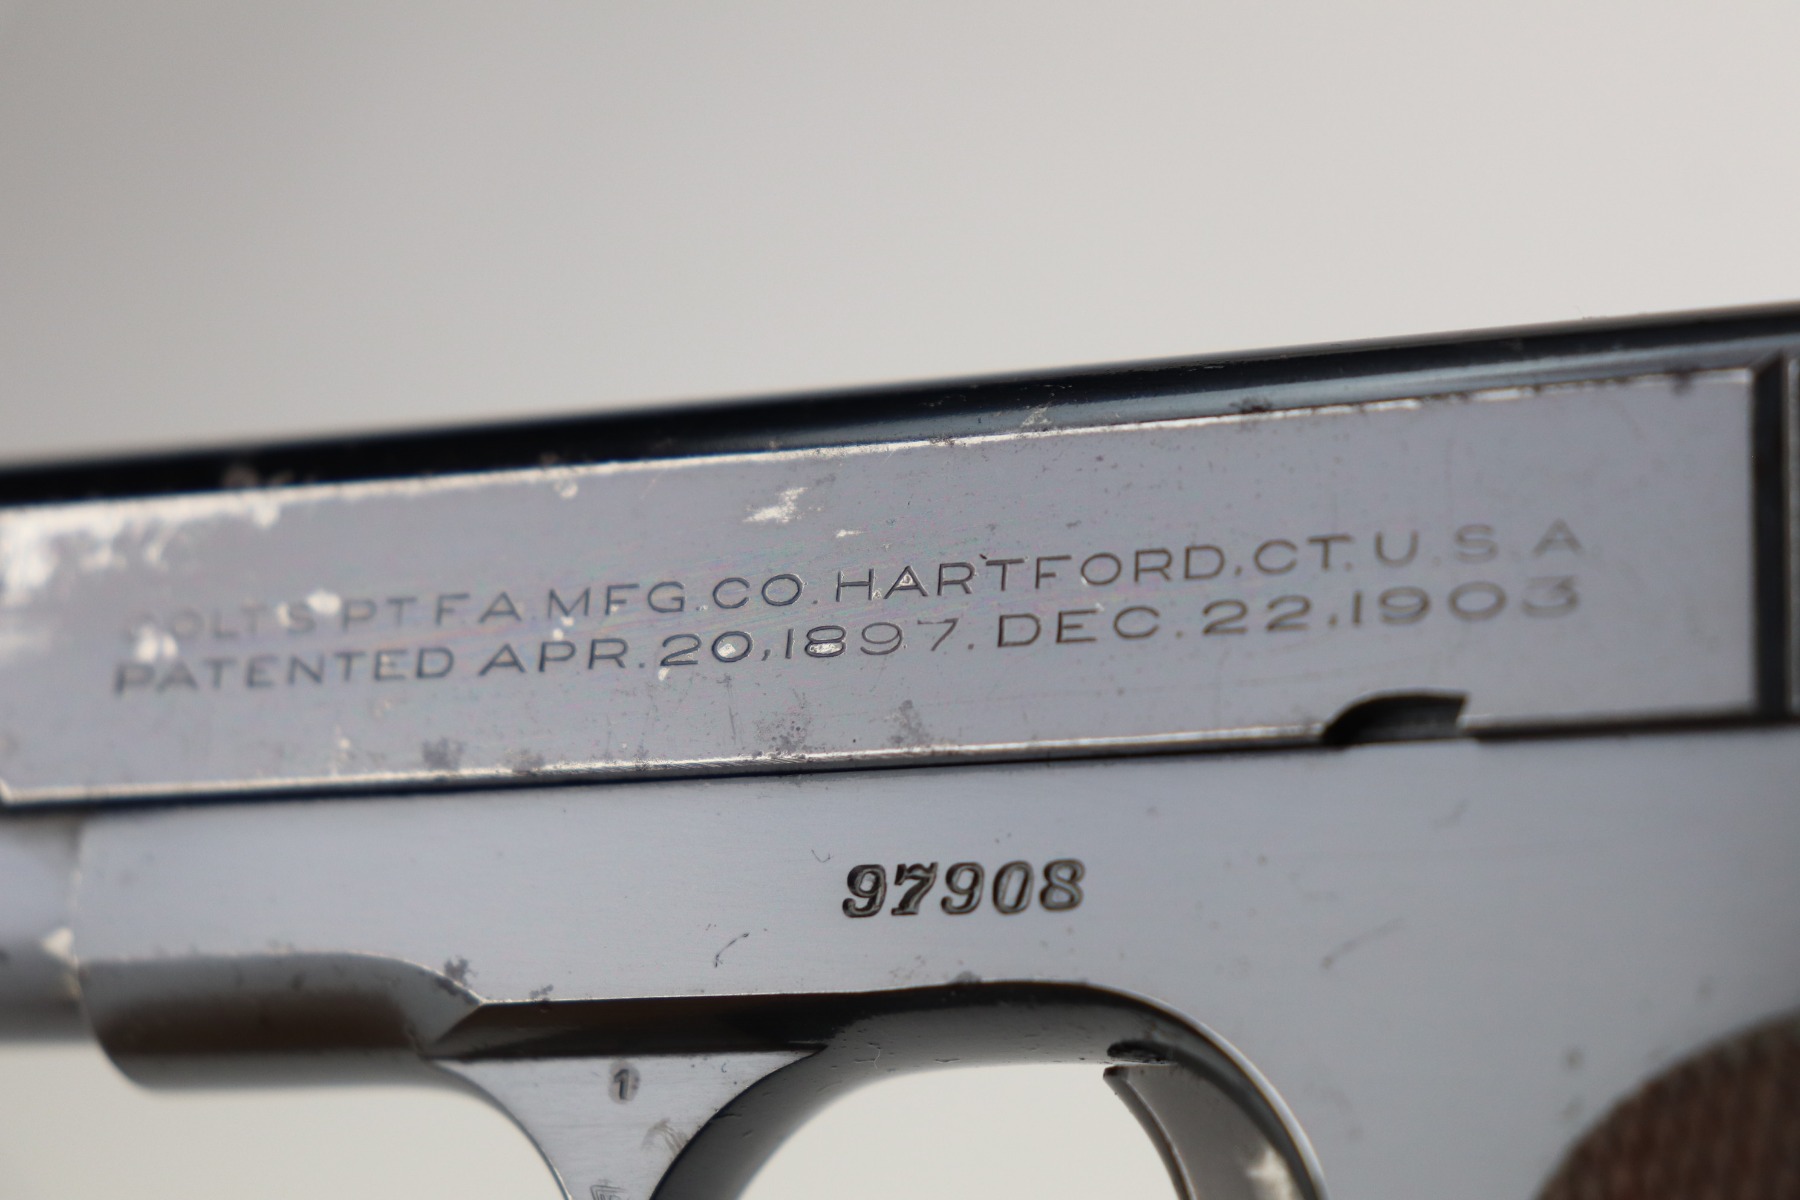 COLT'S PT. F.A. MFG. CO. HARTFORD, CT. U.S.A
PATENTED APR. 20, 1897. DEC. 22, 1903
97908
1